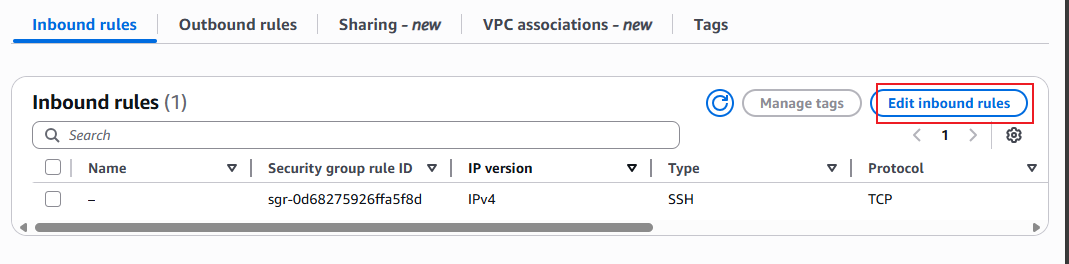 Inbound rules Outbound rules Sharing - new VPC associations - new Tags
Inbound rules (1) Manage tags Edit inbound rules
Search 1
Name Security group rule ID IP version Type Protocol
– sgr-0d68275926ffa5f8d IPv4 SSH TCP